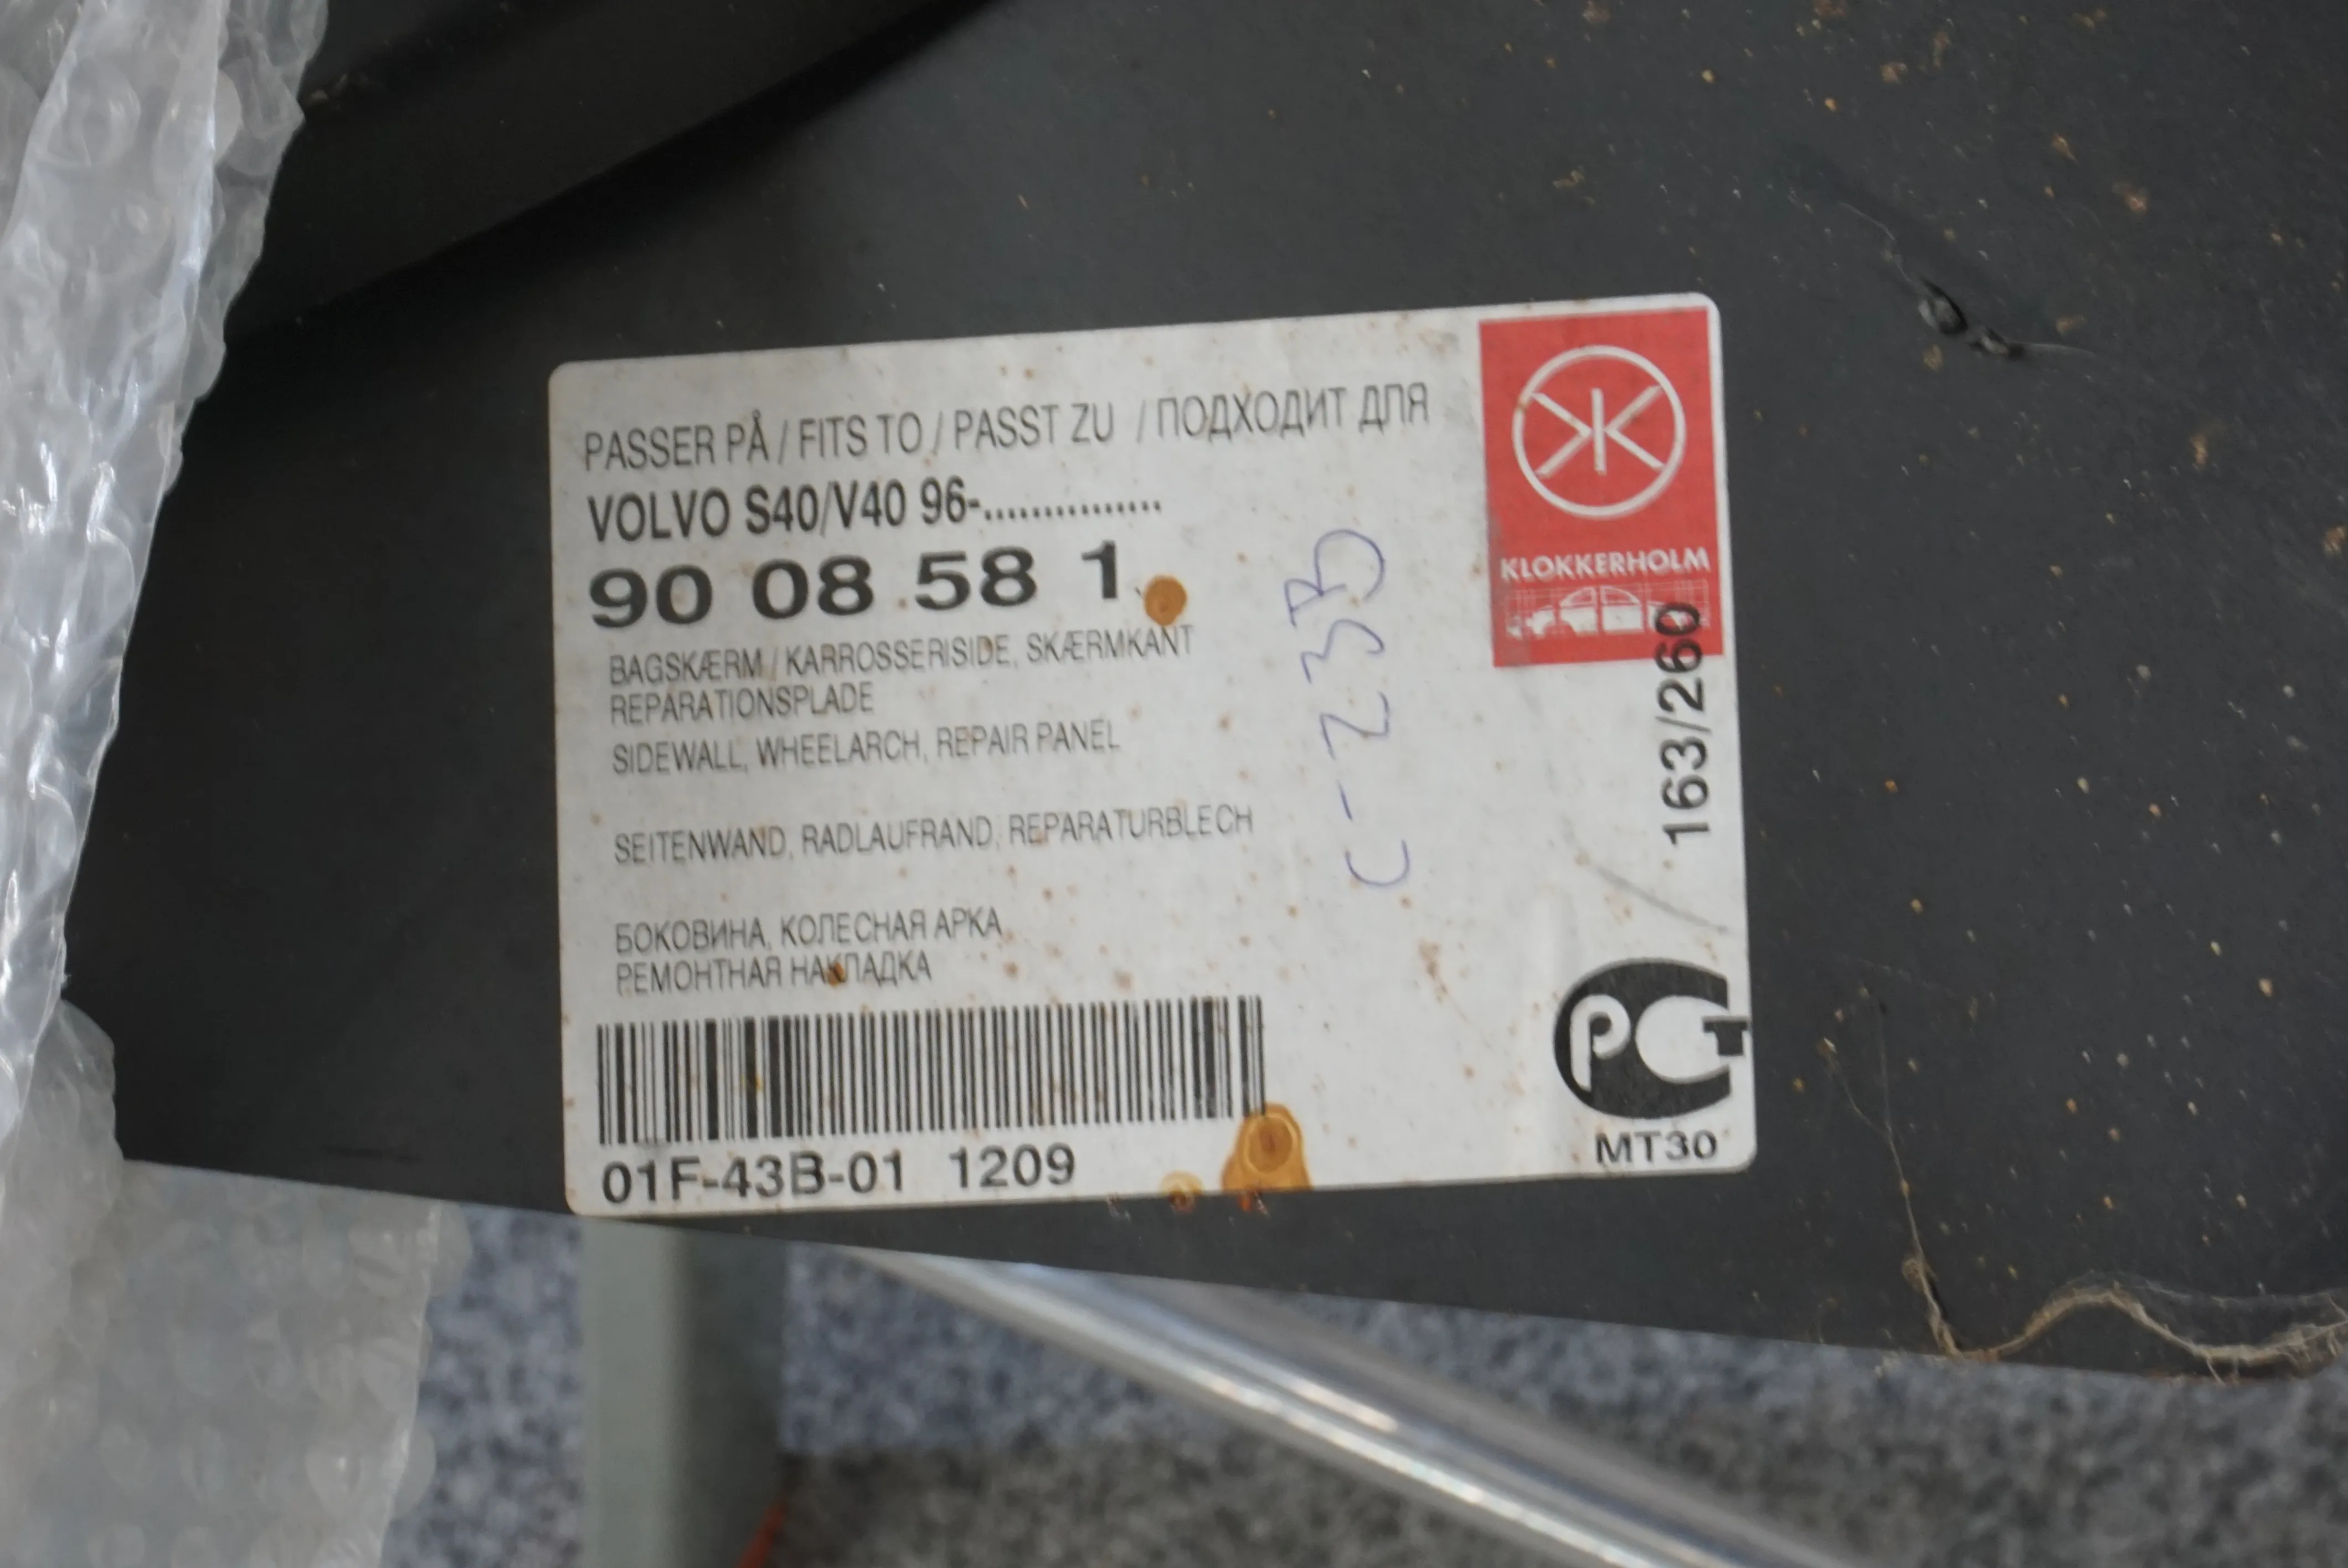 PASSER PÅ / FITS TO / PASST ZU / ПОДХОДИТ ДЛЯ
VOLVO S40/V40 96-...............
90 08 58 1
BAGSKÆRM / KARROSSERISIDE, SKÆRMKANT
REPARATIONSPLADE
SIDEWALL, WHEELARCH, REPAIR PANEL
SEITENWAND, RADLAUFRAND, REPARATURBLECH
БОКОВИНА, КОЛЕСНАЯ АРКА
РЕМОНТНАЯ НАКЛАДКА
01F-43B-01 1209
C-23B
KLOKKERHOLM
163/260
РСТ
MT30